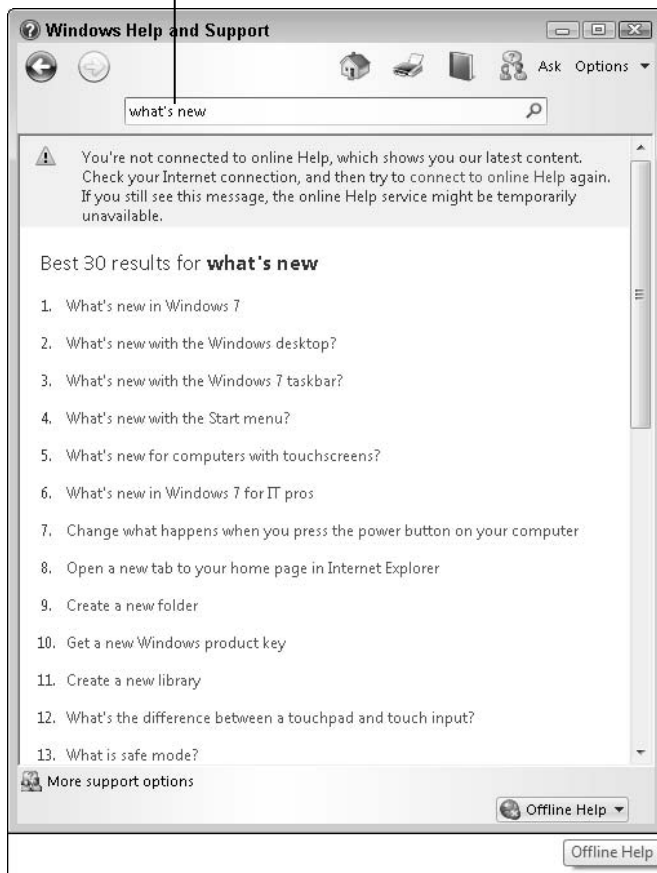 Windows Help and Support
Ask Options
what's new
You're not connected to online Help, which shows you our latest content.
Check your Internet connection, and then try to connect to online Help again.
If you still see this message, the online Help service might be temporarily
unavailable.
Best 30 results for what's new
1. What's new in Windows 7
2. What's new with the Windows desktop?
3. What's new with the Windows 7 taskbar?
4. What's new with the Start menu?
5. What's new for computers with touchscreens?
6. What's new in Windows 7 for IT pros
7. Change what happens when you press the power button on your computer
8. Open a new tab to your home page in Internet Explorer
9. Create a new folder
10. Get a new Windows product key
11. Create a new library
12. What's the difference between a touchpad and touch input?
13. What is safe mode?
More support options
Offline Help
Offline Help